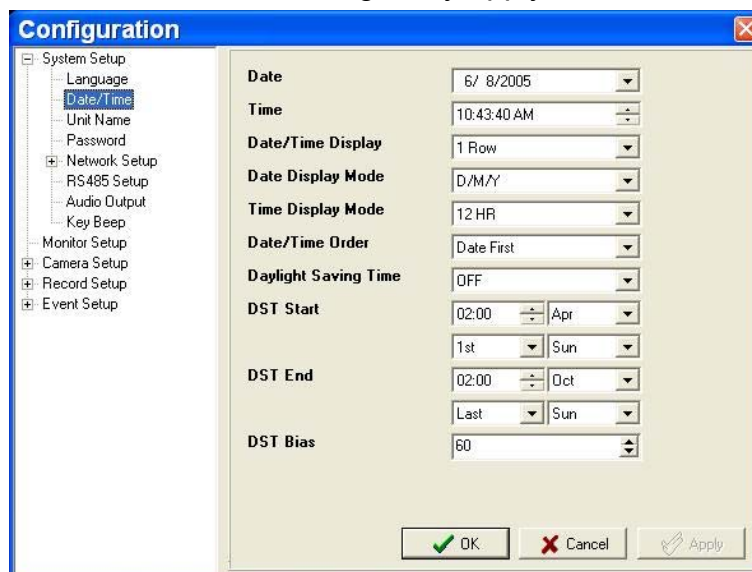 Configuration
System Setup
Language
Date/Time
Unit Name
Password
Network Setup
RS485 Setup
Audio Output
Key Beep
Monitor Setup
Camera Setup
Record Setup
Event Setup
Date 6/ 8/2005
Time 10:43:40 AM
Date/Time Display 1 Row
Date Display Mode D/M/Y
Time Display Mode 12 HR
Date/Time Order Date First
Daylight Saving Time OFF
DST Start 02:00 Apr
1st Sun
DST End 02:00 Oct
Last Sun
DST Bias 60
OK Cancel Apply